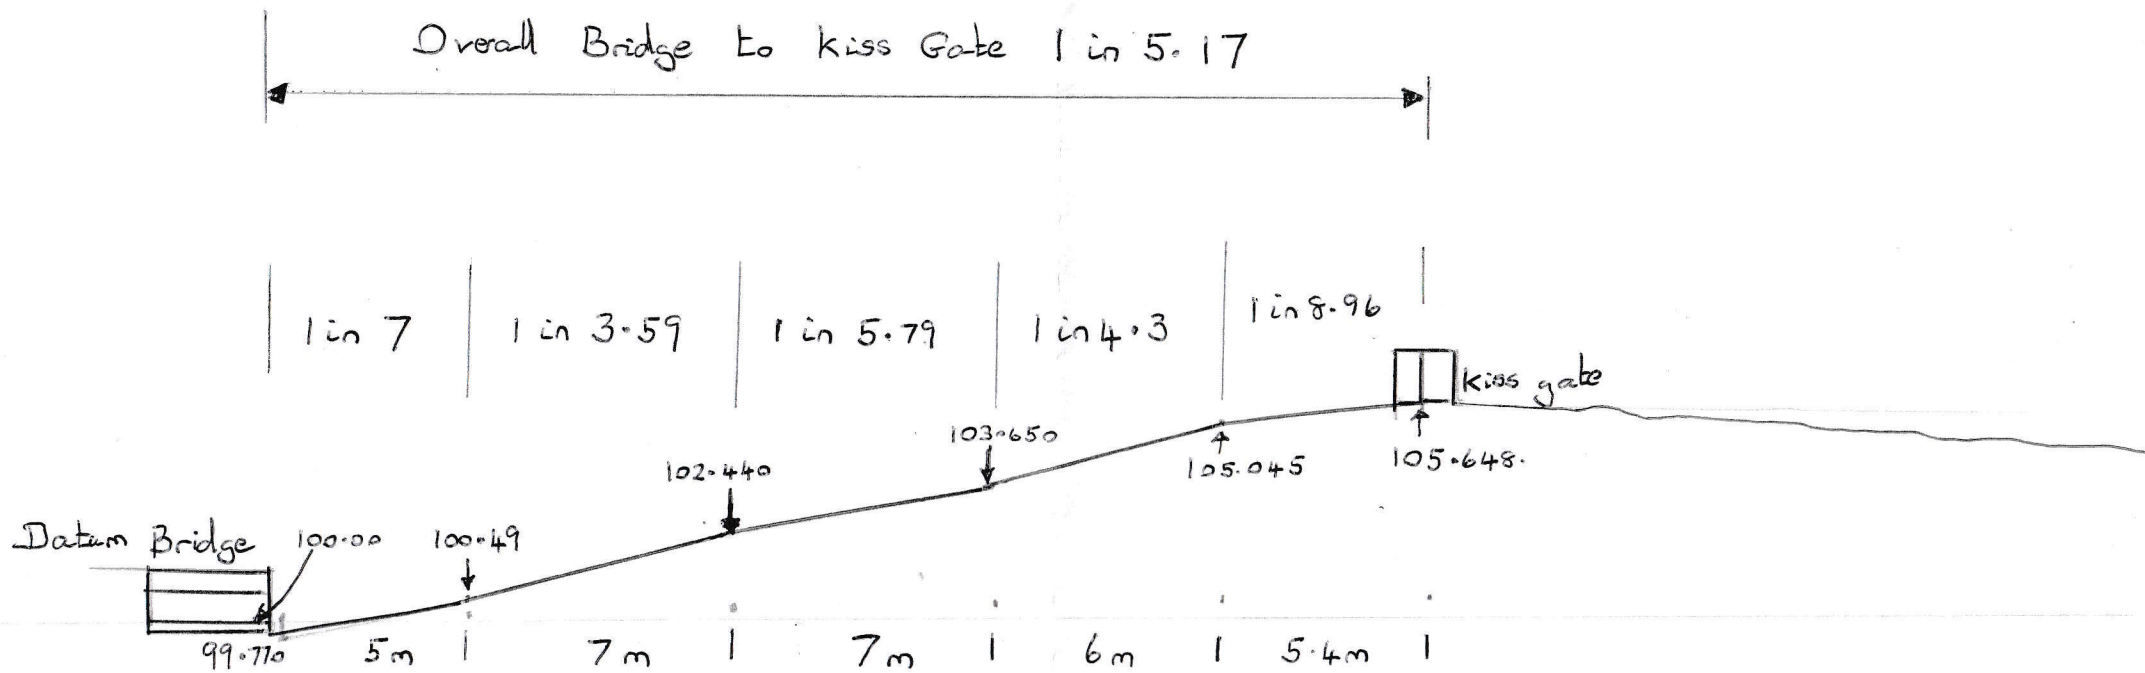 Overall Bridge to Kiss Gate 1 in 5.17
1 in 7
1 in 3.59
1 in 5.79
1 in 4.3
1 in 8.96
Kiss gate
103.650
102.440
105.045
105.648.
Datum Bridge
100.00
100.49
99.770
5m
7m
7m
6m
5.4m